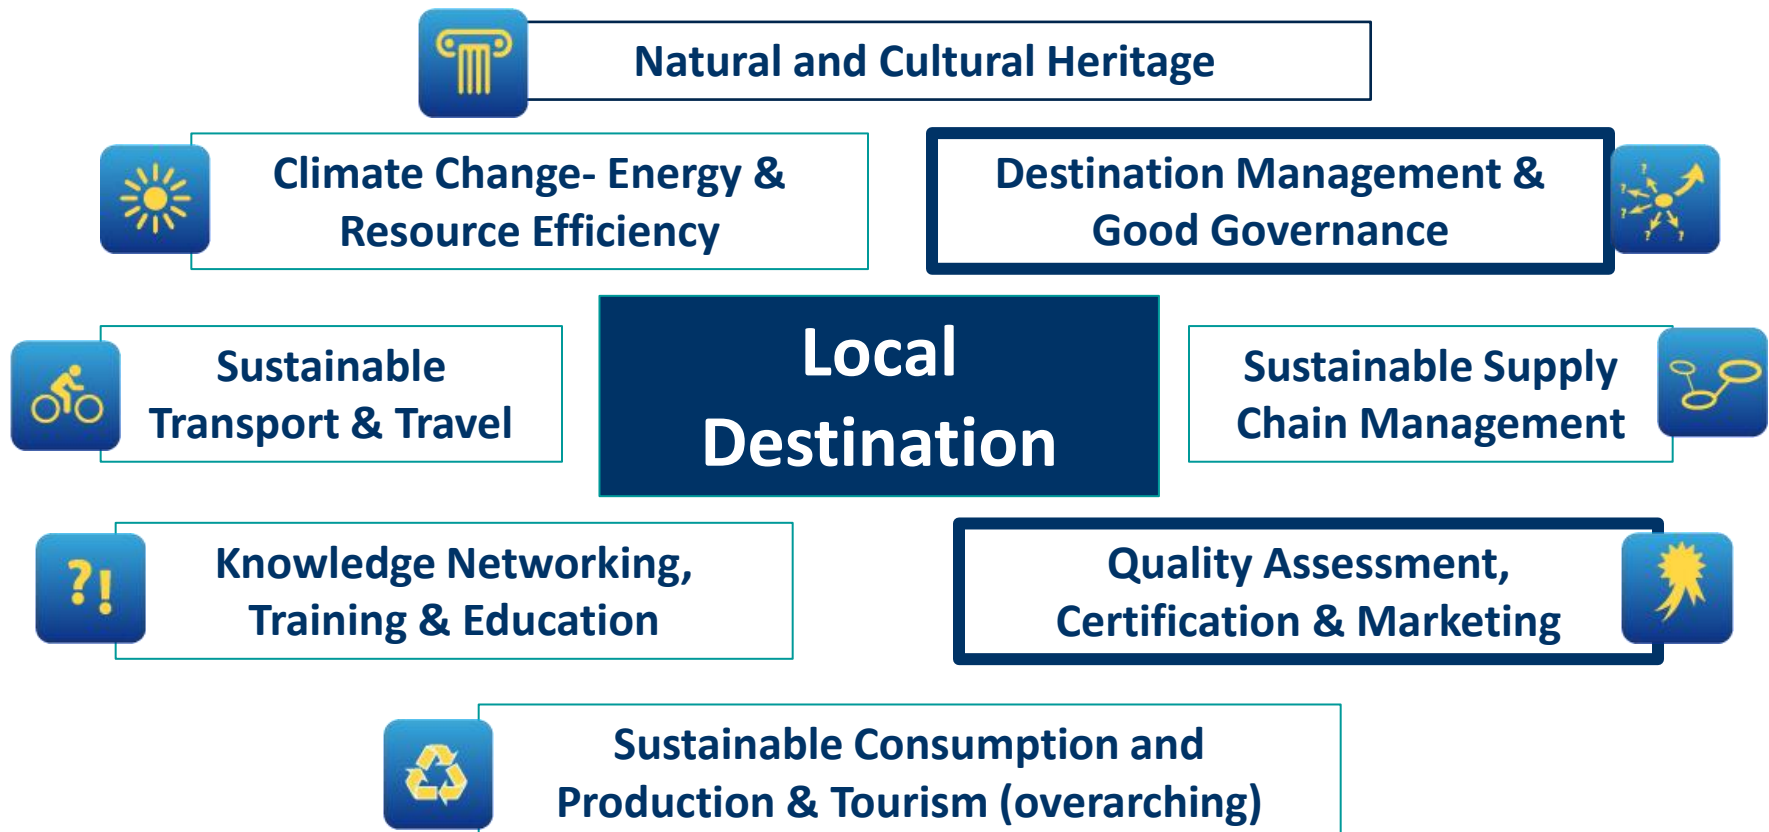 Natural and Cultural Heritage
Climate Change- Energy &
Resource Efficiency
Destination Management &
Good Governance
Sustainable
Transport & Travel
Local
Destination
Sustainable Supply
Chain Management
Knowledge Networking,
Training & Education
?!
Quality Assessment,
Certification & Marketing
Sustainable Consumption and
Production & Tourism (overarching)